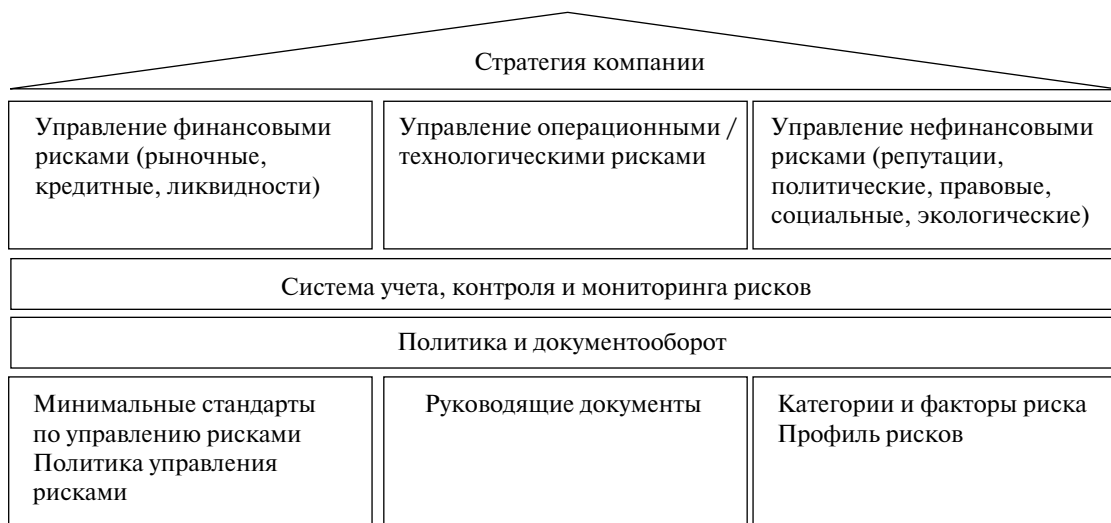 Стратегия компании
Управление финансовыми
рисками (рыночные,
кредитные, ликвидности)
Управление операционными /
технологическими рисками
Управление нефинансовыми
рисками (репутации,
политические, правовые,
социальные, экологические)
Система учета, контроля и мониторинга рисков
Политика и документооборот
Минимальные стандарты
по управлению рисками
Политика управления
рисками
Руководящие документы
Категории и факторы риска
Профиль рисков